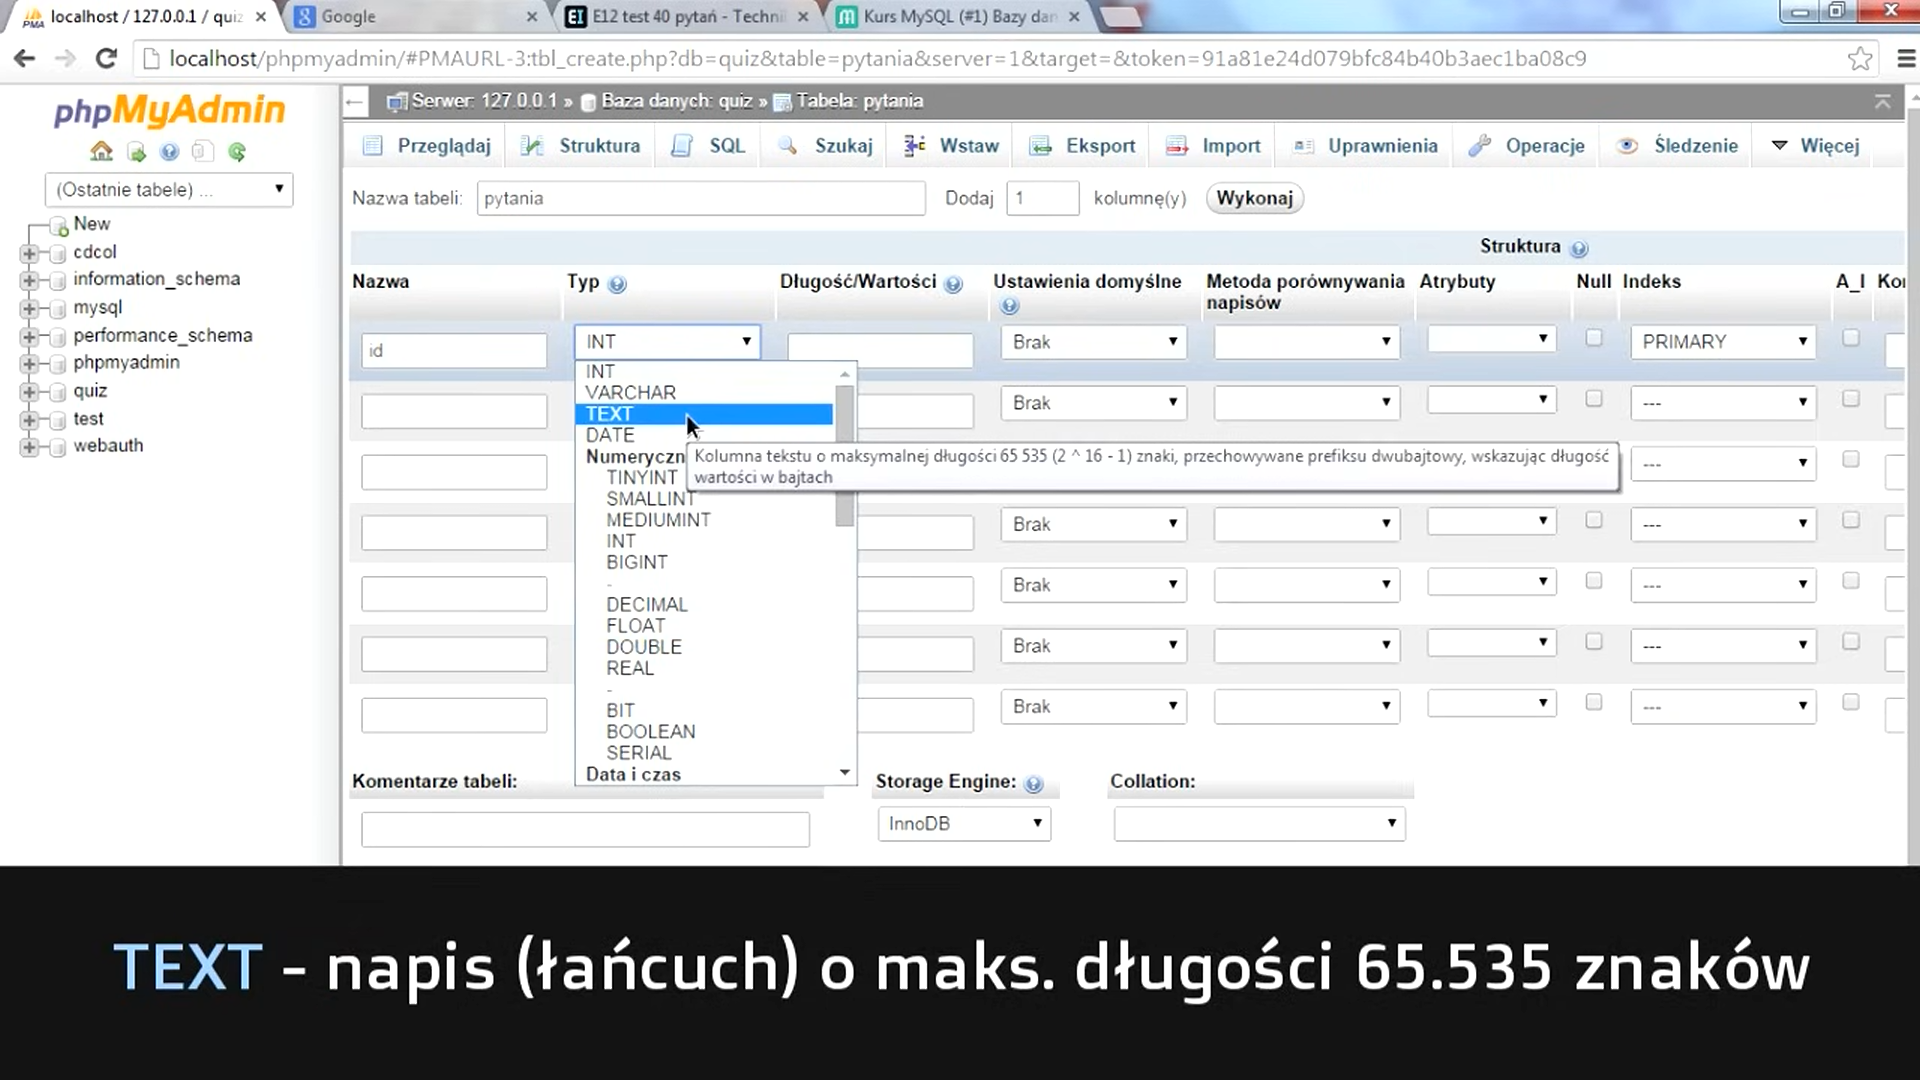 localhost / 127.0.0.1 / quiz
Google
E12 test 40 pytań - Techni
Kurs MySQL (#1) Bazy dan
localhost/phpmyadmin/#PMAURL-3:tbl_create.php?db=quiz&table=pytania&server=1&target=&token=91a81e24d079bfc84b40b3aec1ba08c9
phpMyAdmin
(Ostatnie tabele) ...
New
cdcol
information_schema
mysql
performance_schema
phpmyadmin
quiz
test
webauth
Serwer: 127.0.0.1 » Baza danych: quiz » Tabela: pytania
Przeglądaj Struktura SQL Szukaj Wstaw Eksport Import Uprawnienia Operacje Śledzenie Więcej
Nazwa tabeli: pytania Dodaj 1 kolumnę(y) Wykonaj
Struktura
Nazwa Typ Długość/Wartości Ustawienia domyślne Metoda porównywania napisów Atrybuty Null Indeks A_I Ko
id INT Brak PRIMARY
Brak ---
---
Brak ---
Brak ---
Brak ---
Brak ---
INT
VARCHAR
TEXT
DATE
Numeryczn
TINYINT
SMALLINT
MEDIUMINT
INT
BIGINT
-
DECIMAL
FLOAT
DOUBLE
REAL
-
BIT
BOOLEAN
SERIAL
Data i czas
Kolumna tekstu o maksymalnej długości 65 535 (2 ^ 16 - 1) znaki, przechowywane prefiksu dwubajtowy, wskazując długość
wartości w bajtach
Komentarze tabeli: Storage Engine: Collation:
InnoDB
TEXT - napis (łańcuch) o maks. długości 65.535 znaków